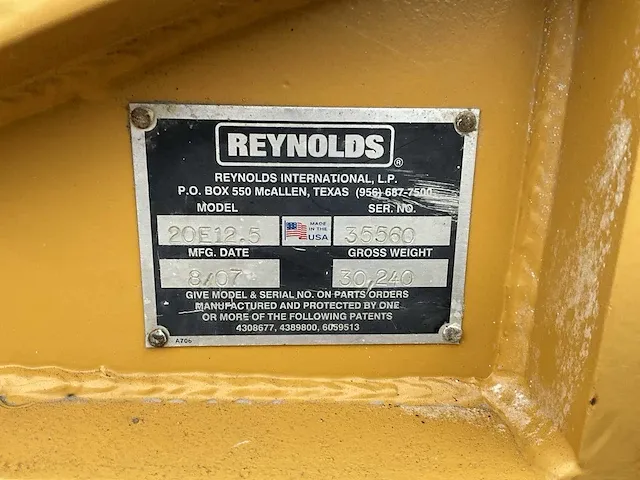 REYNOLDS ®
REYNOLDS INTERNATIONAL, L.P.
P.O. BOX 550 McALLEN, TEXAS (956) 687-7500
MODEL SER. NO.
20E12.5 MADE IN THE USA 35560
MFG. DATE GROSS WEIGHT
8/07 30,240
GIVE MODEL & SERIAL NO. ON PARTS ORDERS
MANUFACTURED AND PROTECTED BY ONE
OR MORE OF THE FOLLOWING PATENTS
4308677, 4389800, 6059513
A706